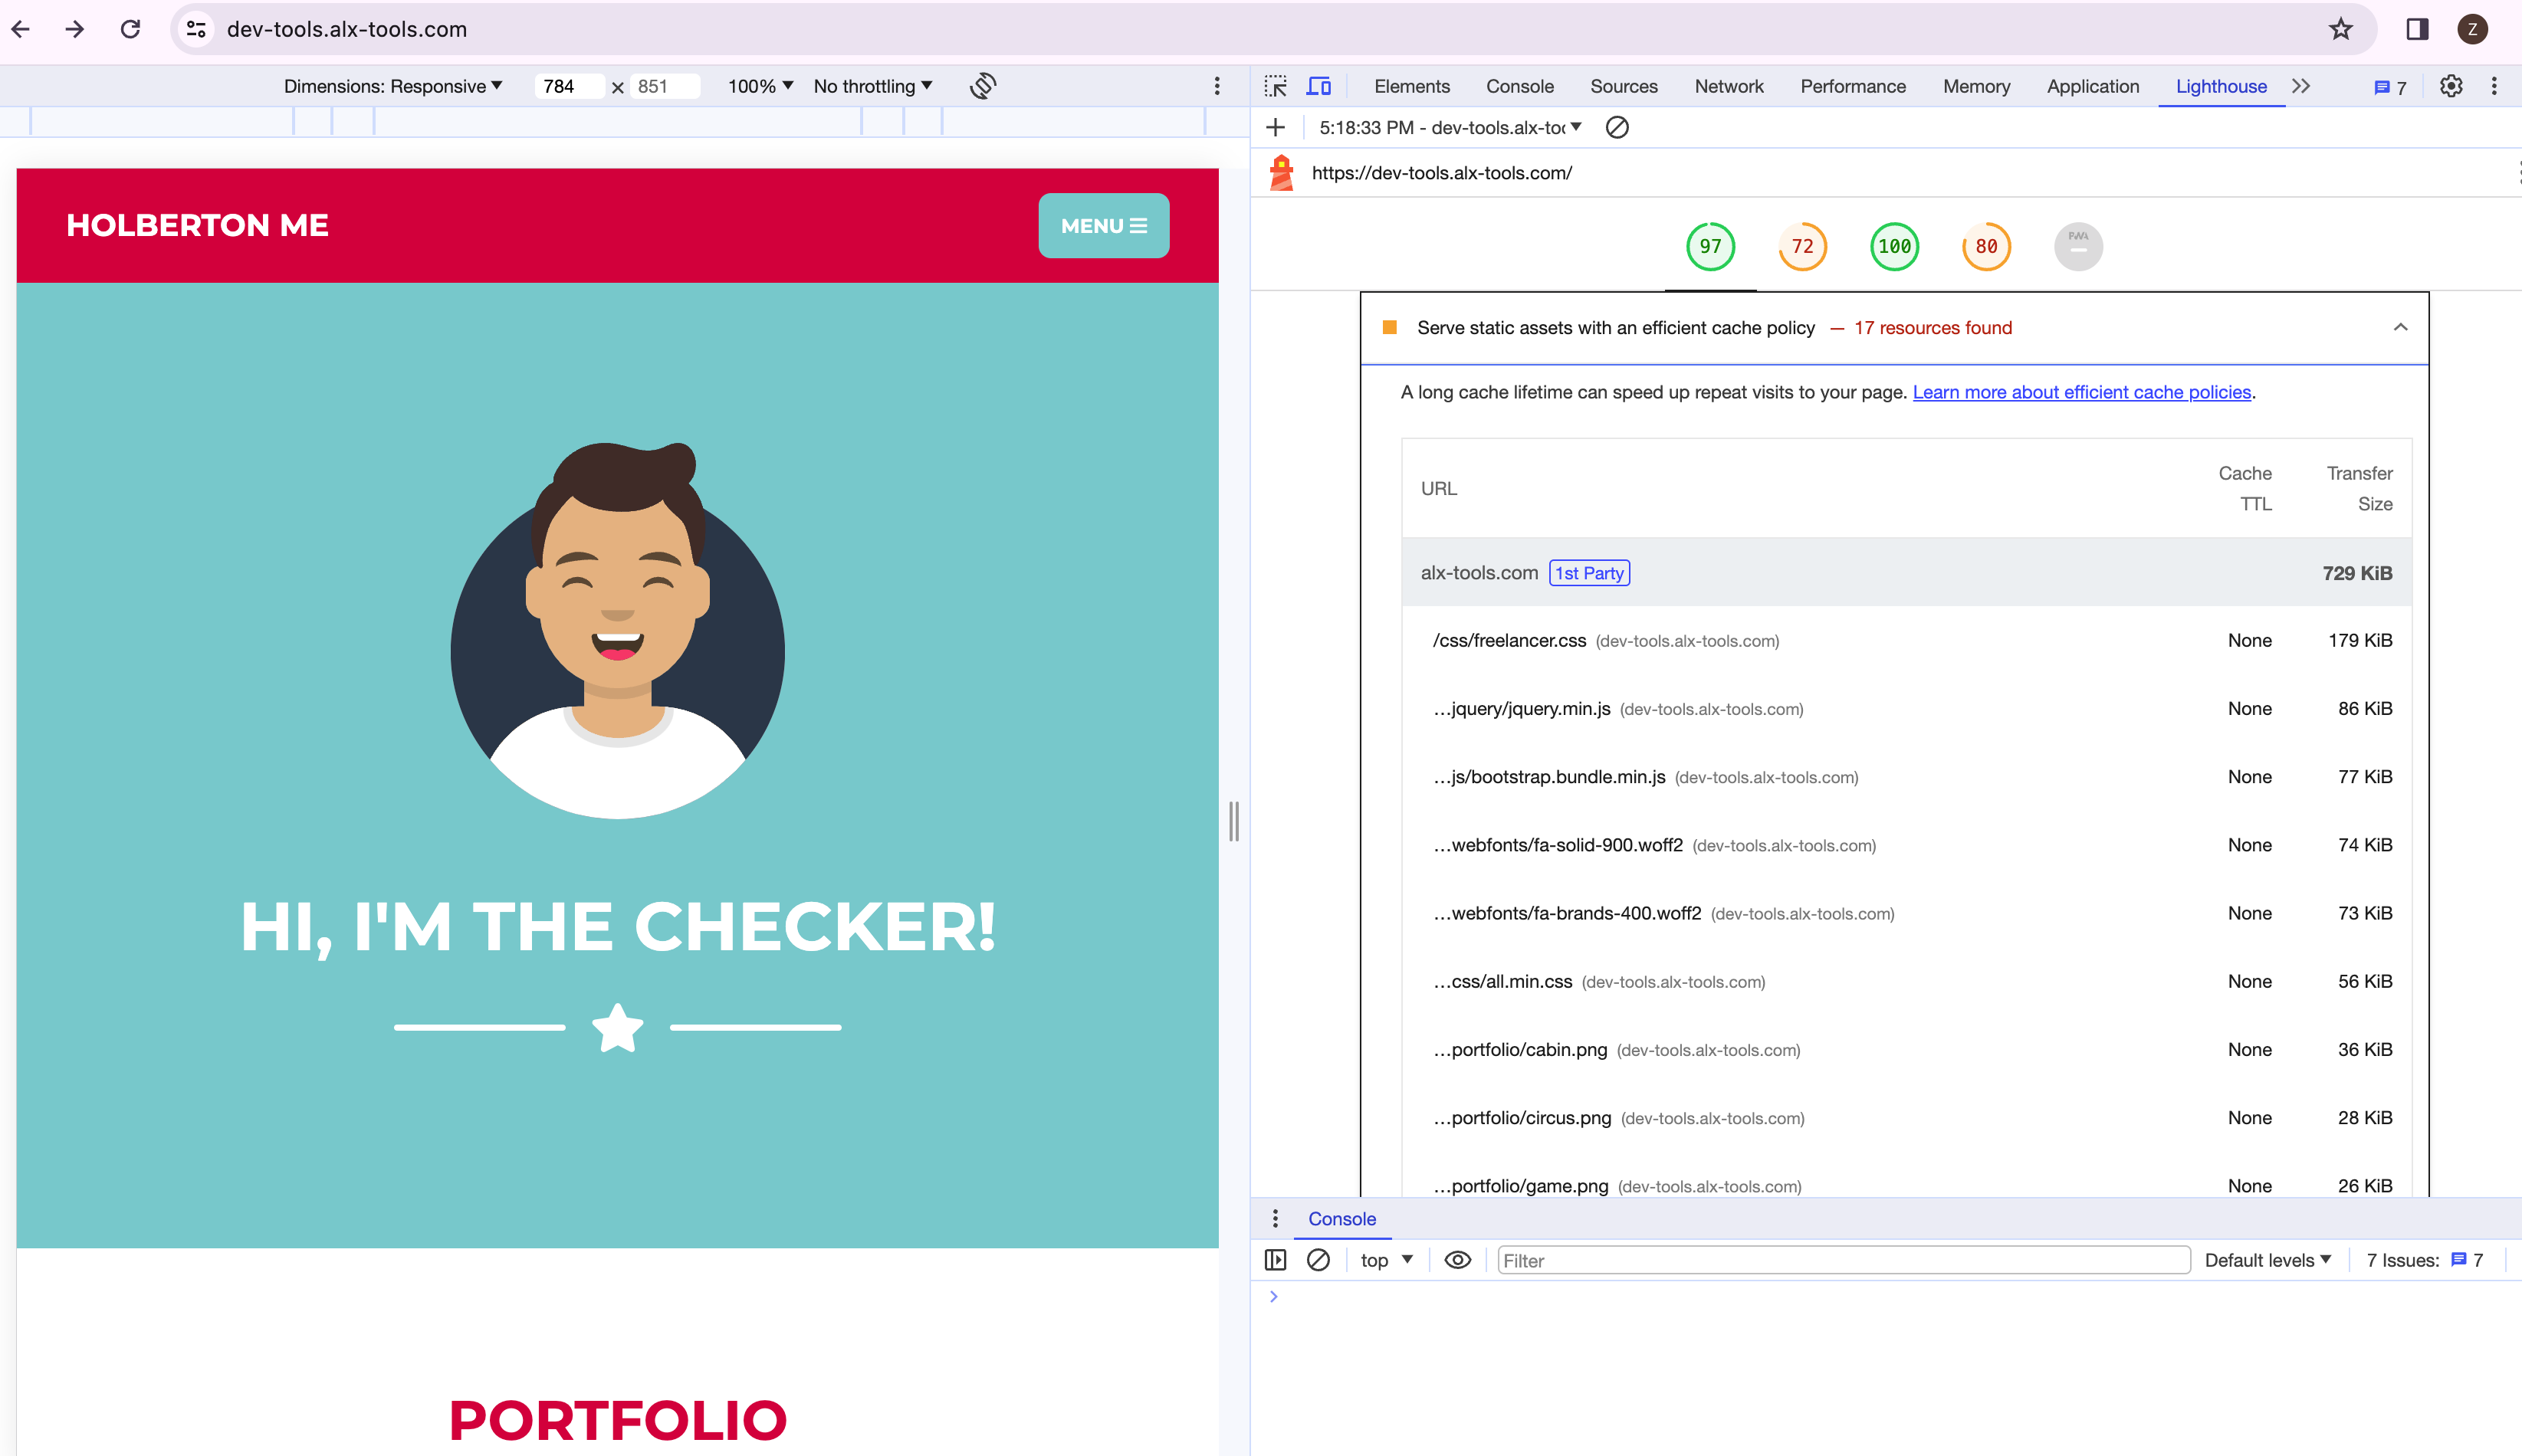 dev-tools.alx-tools.com
Z
Dimensions: Responsive 784 × 851 100% No throttling
Elements Console Sources Network Performance Memory Application Lighthouse 7
5:18:33 PM - dev-tools.alx-too
https://dev-tools.alx-tools.com/
97 72 100 80 PWA
HOLBERTON ME
MENU
HI, I'M THE CHECKER!
PORTFOLIO
Serve static assets with an efficient cache policy — 17 resources found
A long cache lifetime can speed up repeat visits to your page. Learn more about efficient cache policies.
URL Cache TTL Transfer Size
alx-tools.com 1st Party 729 KiB
/css/freelancer.css (dev-tools.alx-tools.com) None 179 KiB
…jquery/jquery.min.js (dev-tools.alx-tools.com) None 86 KiB
…js/bootstrap.bundle.min.js (dev-tools.alx-tools.com) None 77 KiB
…webfonts/fa-solid-900.woff2 (dev-tools.alx-tools.com) None 74 KiB
…webfonts/fa-brands-400.woff2 (dev-tools.alx-tools.com) None 73 KiB
…css/all.min.css (dev-tools.alx-tools.com) None 56 KiB
…portfolio/cabin.png (dev-tools.alx-tools.com) None 36 KiB
…portfolio/circus.png (dev-tools.alx-tools.com) None 28 KiB
…portfolio/game.png (dev-tools.alx-tools.com) None 26 KiB
Console
top Filter Default levels 7 Issues: 7